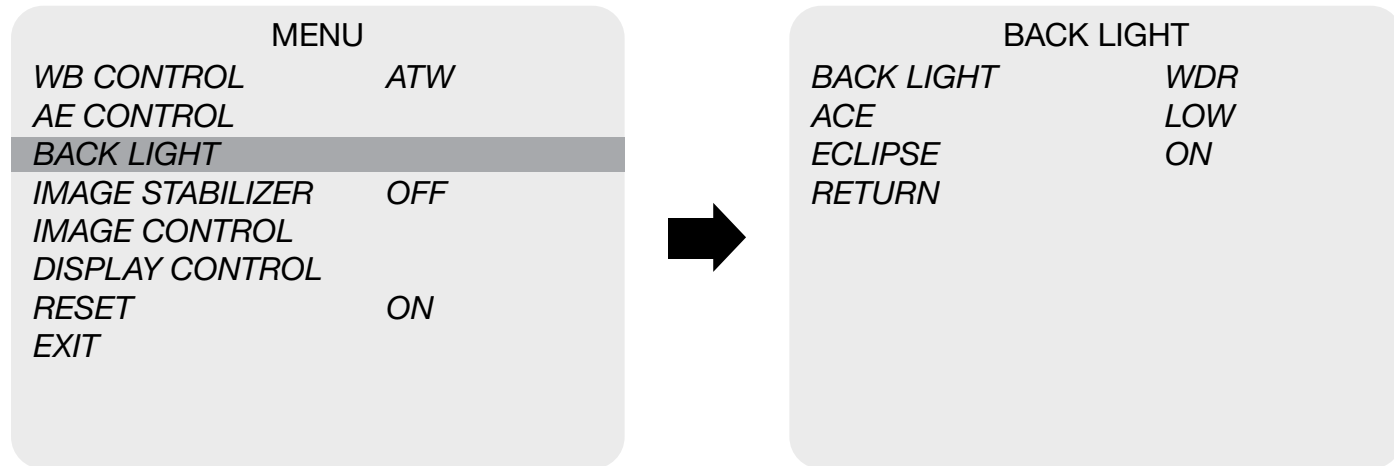 MENU
WB CONTROL ATW
AE CONTROL
BACK LIGHT
IMAGE STABILIZER OFF
IMAGE CONTROL
DISPLAY CONTROL
RESET ON
EXIT
BACK LIGHT
BACK LIGHT WDR
ACE LOW
ECLIPSE ON
RETURN